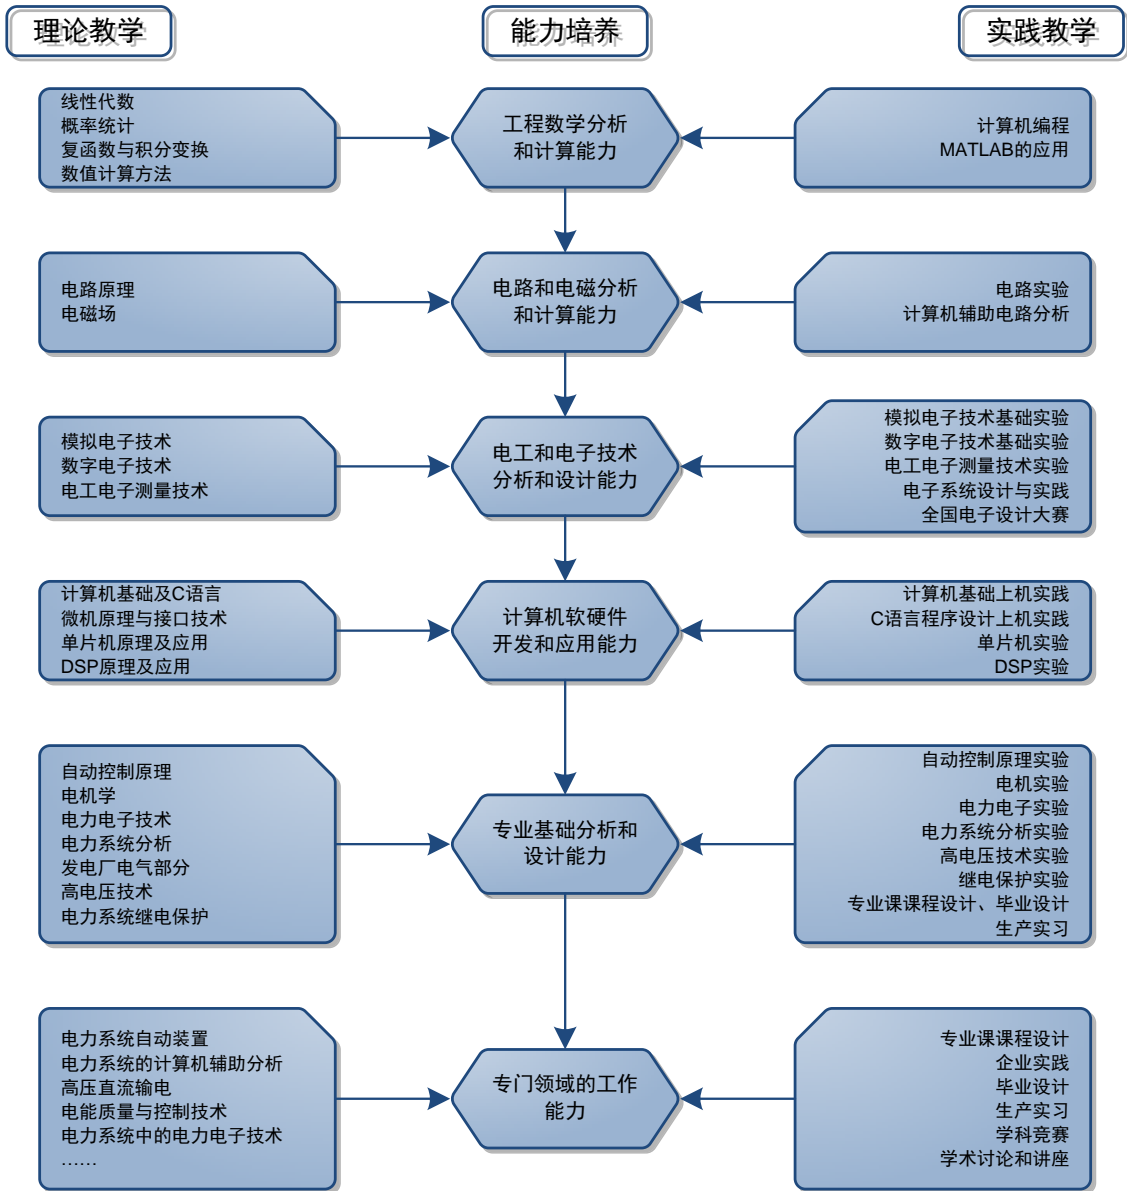 理论教学
能力培养
实践教学
线性代数
概率统计
复函数与积分变换
数值计算方法
工程数学分析
和计算能力
计算机编程
MATLAB的应用
电路原理
电磁场
电路和电磁分析
和计算能力
电路实验
计算机辅助电路分析
模拟电子技术
数字电子技术
电工电子测量技术
电工和电子技术
分析和设计能力
模拟电子技术基础实验
数字电子技术基础实验
电工电子测量技术实验
电子系统设计与实践
全国电子设计大赛
计算机基础及C语言
微机原理与接口技术
单片机原理及应用
DSP原理及应用
计算机软硬件
开发和应用能力
计算机基础上机实践
C语言程序设计上机实践
单片机实验
DSP实验
自动控制原理
电机学
电力电子技术
电力系统分析
发电厂电气部分
高电压技术
电力系统继电保护
专业基础分析和
设计能力
自动控制原理实验
电机实验
电力电子实验
电力系统分析实验
高电压技术实验
继电保护实验
专业课课程设计、毕业设计
生产实习
电力系统自动装置
电力系统的计算机辅助分析
高压直流输电
电能质量与控制技术
电力系统中的电力电子技术
……
专门领域的工作
能力
专业课课程设计
企业实践
毕业设计
生产实习
学科竞赛
学术讨论和讲座